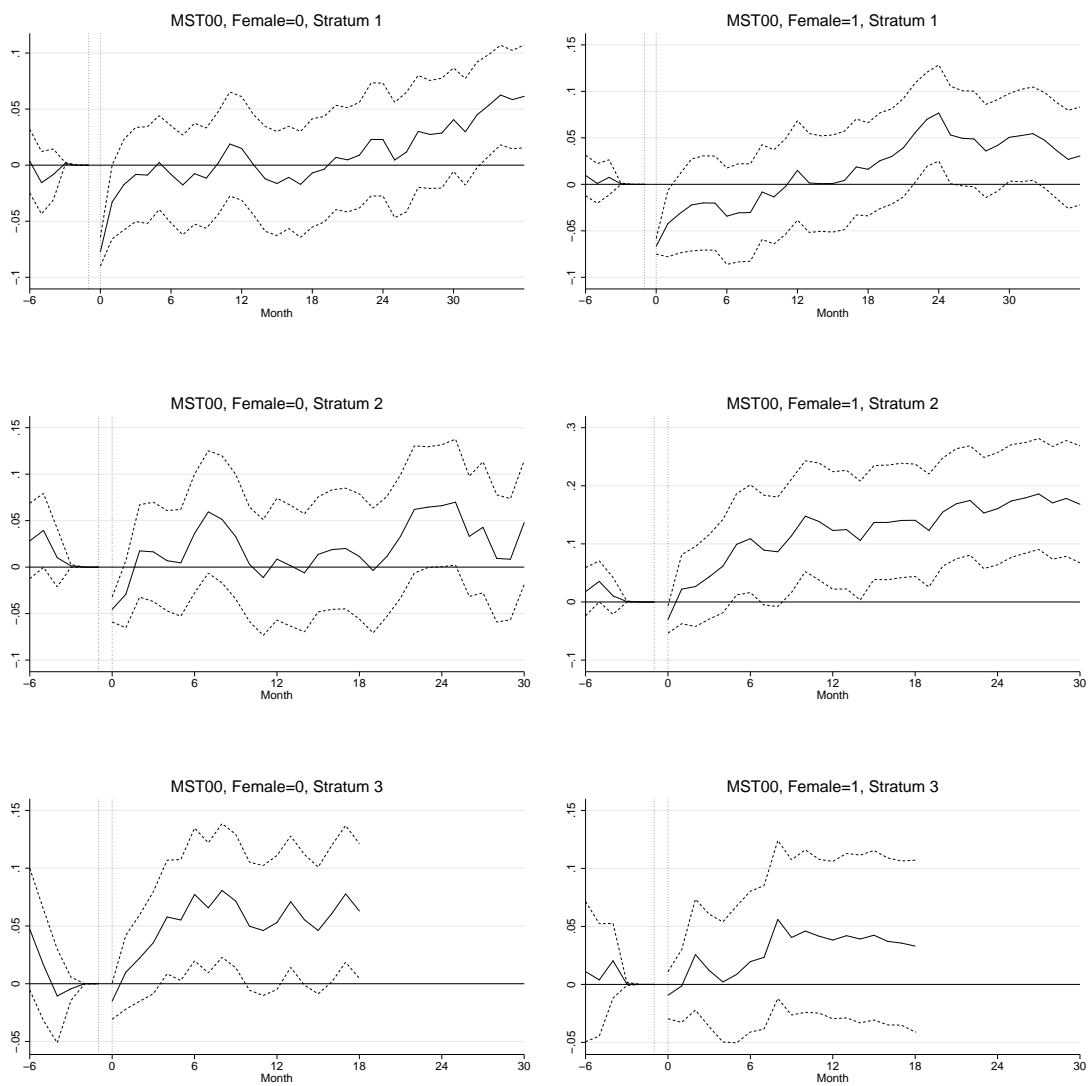 MST00, Female=0, Stratum 1
.1
.05
0
−.05
−.1
−6 0 6 12 18 24 30
Month
MST00, Female=1, Stratum 1
.15
.1
.05
0
−.05
−.1
−6 0 6 12 18 24 30
Month
MST00, Female=0, Stratum 2
.15
.1
.05
0
−.05
−.1
−6 0 6 12 18 24 30
Month
MST00, Female=1, Stratum 2
.3
.2
.1
0
−.1
−6 0 6 12 18 24 30
Month
MST00, Female=0, Stratum 3
.15
.1
.05
0
−.05
−6 0 6 12 18 24 30
Month
MST00, Female=1, Stratum 3
.15
.1
.05
0
−.05
−6 0 6 12 18 24 30
Month